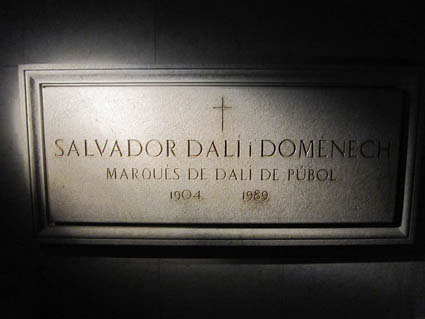 SALVADOR DALÍ i DOMÈNECH
MARQUÈS DE DALÍ DE PÚBOL
1904 1989